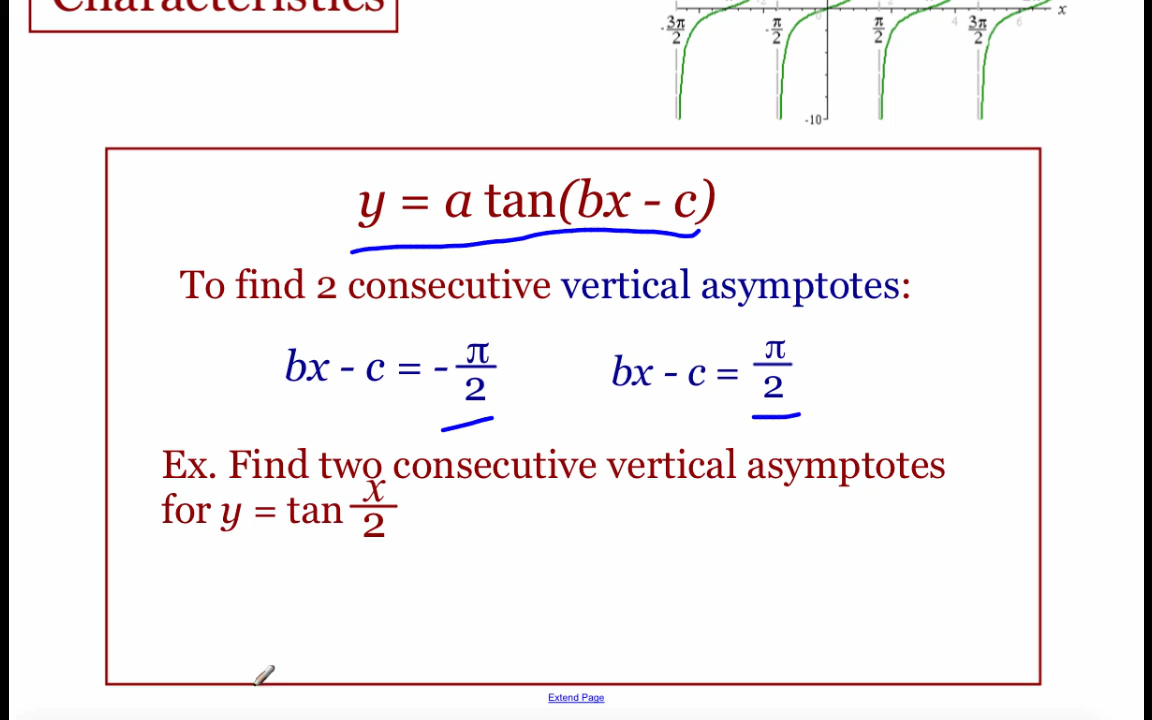 Characteristics
- 3π/2 - π/2 π/2 4 3π/2 6 x
-10
y = a tan(bx - c)
To find 2 consecutive vertical asymptotes:
bx - c = - π/2 bx - c = π/2
Ex. Find two consecutive vertical asymptotes
for y = tan x/2
Extend Page